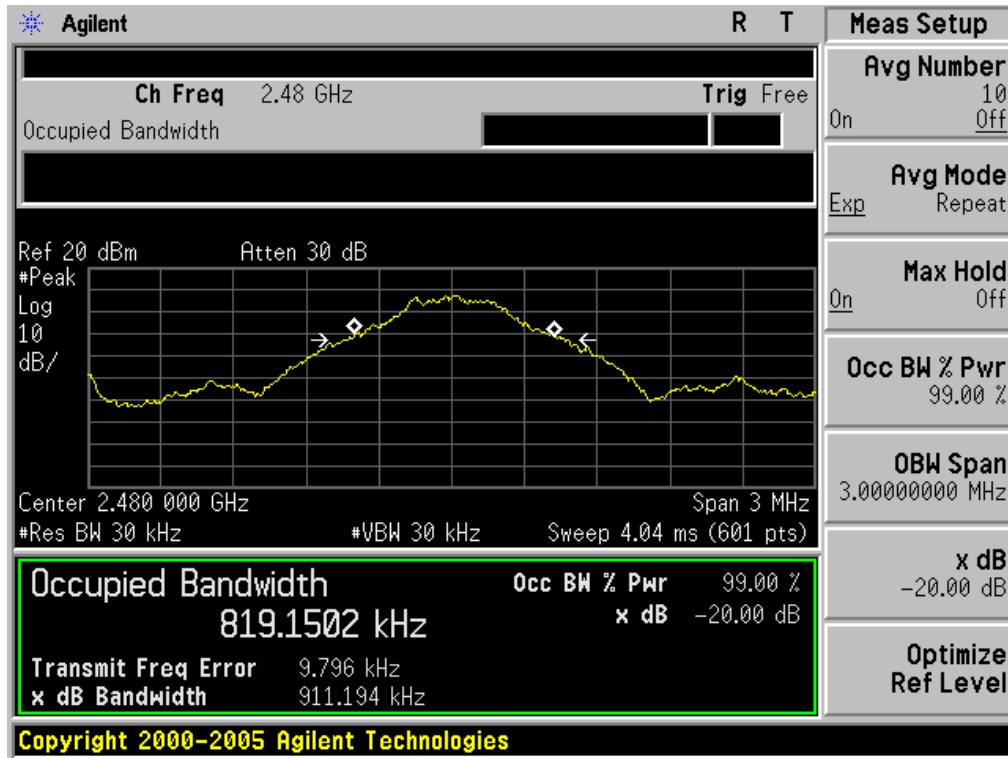 Agilent R T
Ch Freq 2.48 GHz Trig Free
Occupied Bandwidth
Ref 20 dBm Atten 30 dB
#Peak
Log
10
dB/
Center 2.480 000 GHz Span 3 MHz
#Res BW 30 kHz #VBW 30 kHz Sweep 4.04 ms (601 pts)
Occupied Bandwidth Occ BW % Pwr 99.00 %
819.1502 kHz x dB -20.00 dB
Transmit Freq Error 9.796 kHz
x dB Bandwidth 911.194 kHz
Copyright 2000-2005 Agilent Technologies
Meas Setup
Avg Number
10
On Off
Avg Mode
Exp Repeat
Max Hold
On Off
Occ BW % Pwr
99.00 %
OBW Span
3.00000000 MHz
x dB
-20.00 dB
Optimize
Ref Level